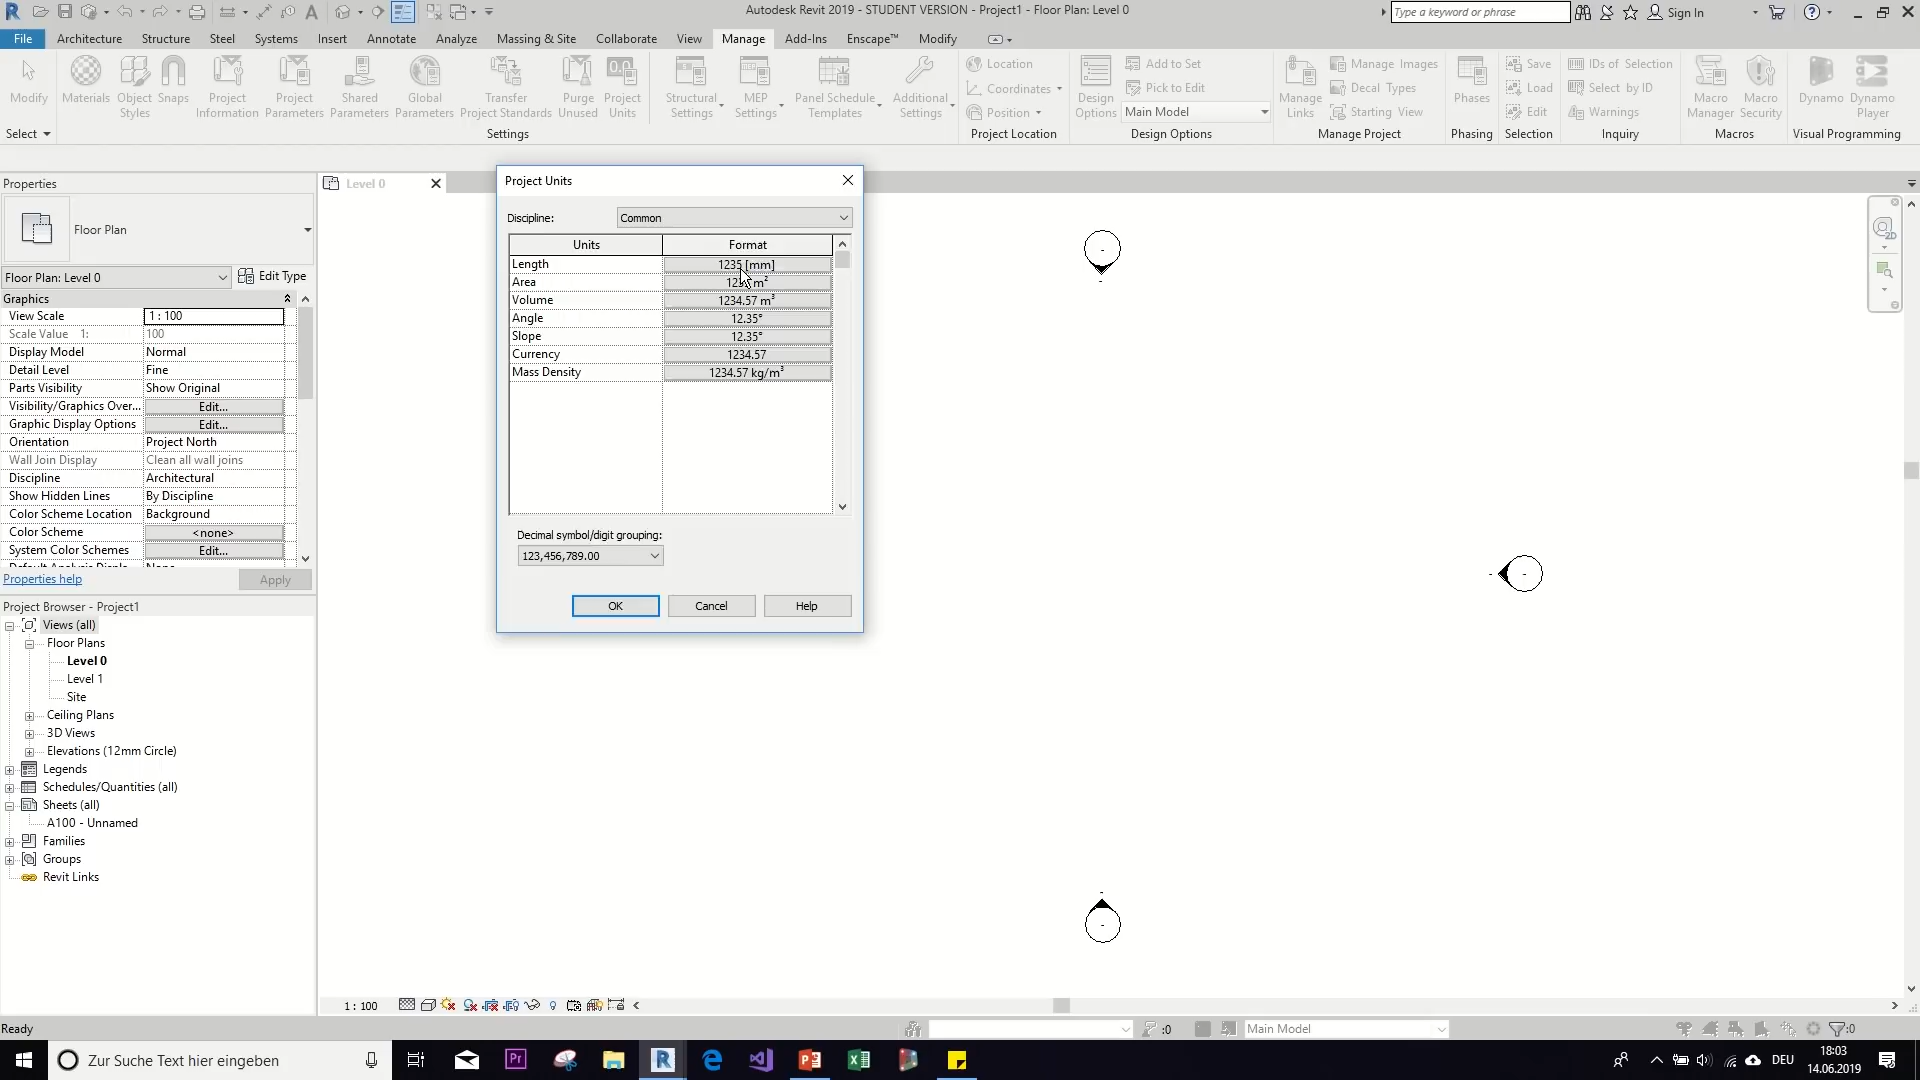 Autodesk Revit 2019 - STUDENT VERSION - Project1 - Floor Plan: Level 0
Type a keyword or phrase
Sign In
File Architecture Structure Steel Systems Insert Annotate Analyze Massing & Site Collaborate View Manage Add-Ins Enscape™ Modify
Modify
Materials
Object Styles
Snaps
Project Information
Project Parameters
Shared Parameters
Global Parameters
Transfer Project Standards
Purge Unused
Project Units
Structural Settings
MEP Settings
Panel Schedule Templates
Additional Settings
Location
Coordinates
Position
Design Options
Add to Set
Pick to Edit
Main Model
Manage Links
Manage Images
Decal Types
Starting View
Phases
Save
Load
Edit
IDs of Selection
Select by ID
Warnings
Macro Manager
Macro Security
Dynamo
Dynamo Player
Select
Settings
Project Location
Design Options
Manage Project
Phasing
Selection
Inquiry
Macros
Visual Programming
Properties
Floor Plan
Floor Plan: Level 0
Edit Type
Graphics
View Scale 1 : 100
Scale Value 1: 100
Display Model Normal
Detail Level Fine
Parts Visibility Show Original
Visibility/Graphics Over... Edit...
Graphic Display Options Edit...
Orientation Project North
Wall Join Display Clean all wall joins
Discipline Architectural
Show Hidden Lines By Discipline
Color Scheme Location Background
Color Scheme <none>
System Color Schemes Edit...
Properties help
Apply
Project Browser - Project1
Views (all)
Floor Plans
Level 0
Level 1
Site
Ceiling Plans
3D Views
Elevations (12mm Circle)
Legends
Schedules/Quantities (all)
Sheets (all)
A100 - Unnamed
Families
Groups
Revit Links
Level 0
Project Units
Discipline: Common
Units Format
Length 1235 [mm]
Area
Volume 1234.57 m³
Angle 12.35°
Slope 12.35°
Currency 1234.57
Mass Density 1234.57 kg/m³
Decimal symbol/digit grouping:
123,456,789.00
OK Cancel Help
1 : 100
Ready
:0
Main Model
:0
Zur Suche Text hier eingeben
DEU
18:03
14.06.2019